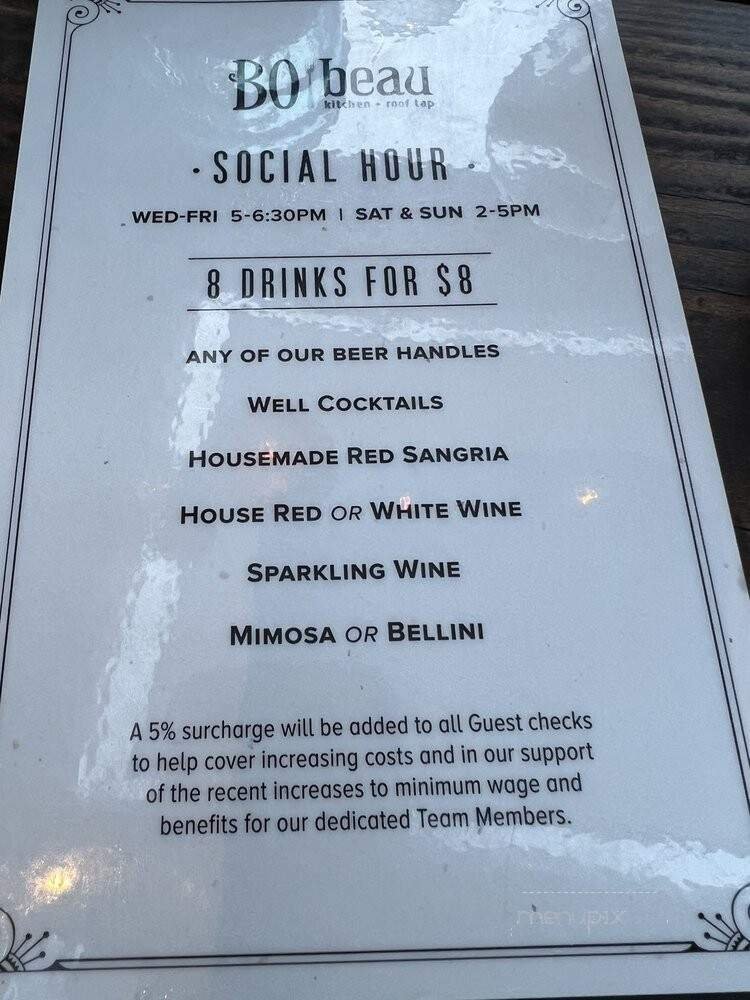 BO beau
kitchen + roof tap
· SOCIAL HOUR ·
WED-FRI 5-6:30PM | SAT & SUN 2-5PM
8 DRINKS FOR $8
ANY OF OUR BEER HANDLES
WELL COCKTAILS
HOUSEMADE RED SANGRIA
HOUSE RED OR WHITE WINE
SPARKLING WINE
MIMOSA OR BELLINI
A 5% surcharge will be added to all Guest checks
to help cover increasing costs and in our support
of the recent increases to minimum wage and
benefits for our dedicated Team Members.
menupix